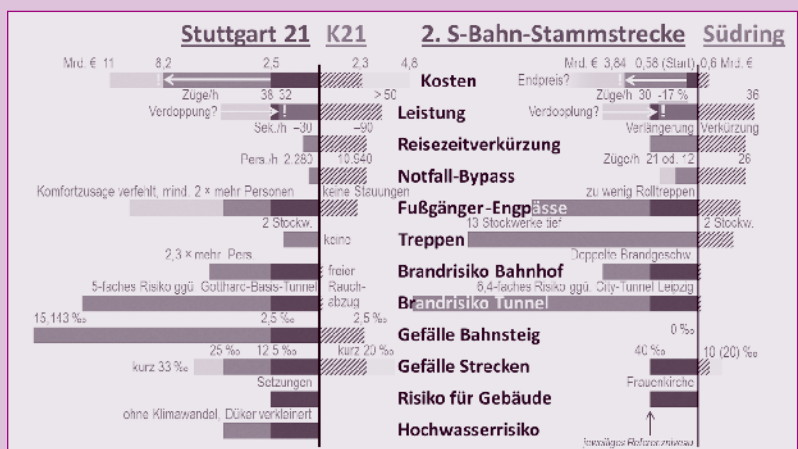 Stuttgart 21 K21 2. S-Bahn-Stammstrecke Südring
Mrd. € 11 8,2 2,5 2,3 4,8 Kosten Mrd. € 3,84 0,58 (Start) 0,6 Mrd. €
Endpreis?
Züge/h 38 32 > 50 Leistung Züge/h 30 -17 % 36
Verdoppung? Verdopplung?
Sek./h –30 –90 Reisezeitverkürzung Verlängerung Verkürzung
Pers./h 2.280 10.940 Notfall-Bypass Züge/h 21 od. 12 26
Komfortzusage verfehlt, mind. 2 × mehr Personen keine Stauungen Fußgänger-Engpässe zu wenig Rolltreppen
2 Stockw. keine Treppen 13 Stockwerke tief 2 Stockw.
2,3 × mehr Pers. freier Brandrisiko Bahnhof Doppelte Brandgeschw.
5-faches Risiko ggü. Gotthard-Basis-Tunnel Rauch-
abzug Brandrisiko Tunnel 6,4-faches Risiko ggü. City-Tunnel Leipzig
15,143 ‰ 2,5 ‰ 2,5 ‰ Gefälle Bahnsteig 0 ‰
25 ‰ 12,5 ‰ kurz 20 ‰ Gefälle Strecken 40 ‰ 10 (20) ‰
kurz 33 ‰
Setzungen Risiko für Gebäude Frauenkirche
ohne Klimawandel, Düker verkleinert Hochwasserrisiko
jeweiliges Referenzniveau